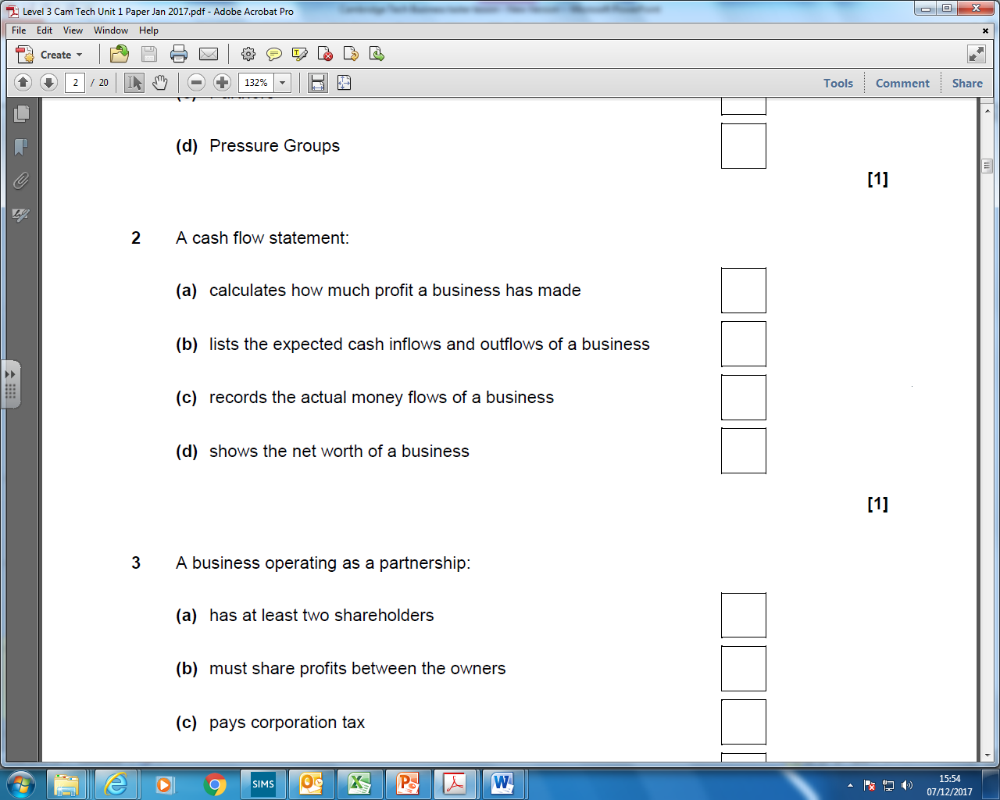 Level 3 Cam Tech Unit 1 Paper Jan 2017.pdf - Adobe Acrobat Pro
File Edit View Window Help
Create
2 / 20 132% Tools Comment Share
(d) Pressure Groups
[1]
2 A cash flow statement:
(a) calculates how much profit a business has made
(b) lists the expected cash inflows and outflows of a business
(c) records the actual money flows of a business
(d) shows the net worth of a business
[1]
3 A business operating as a partnership:
(a) has at least two shareholders
(b) must share profits between the owners
(c) pays corporation tax
SIMS
15:54
07/12/2017